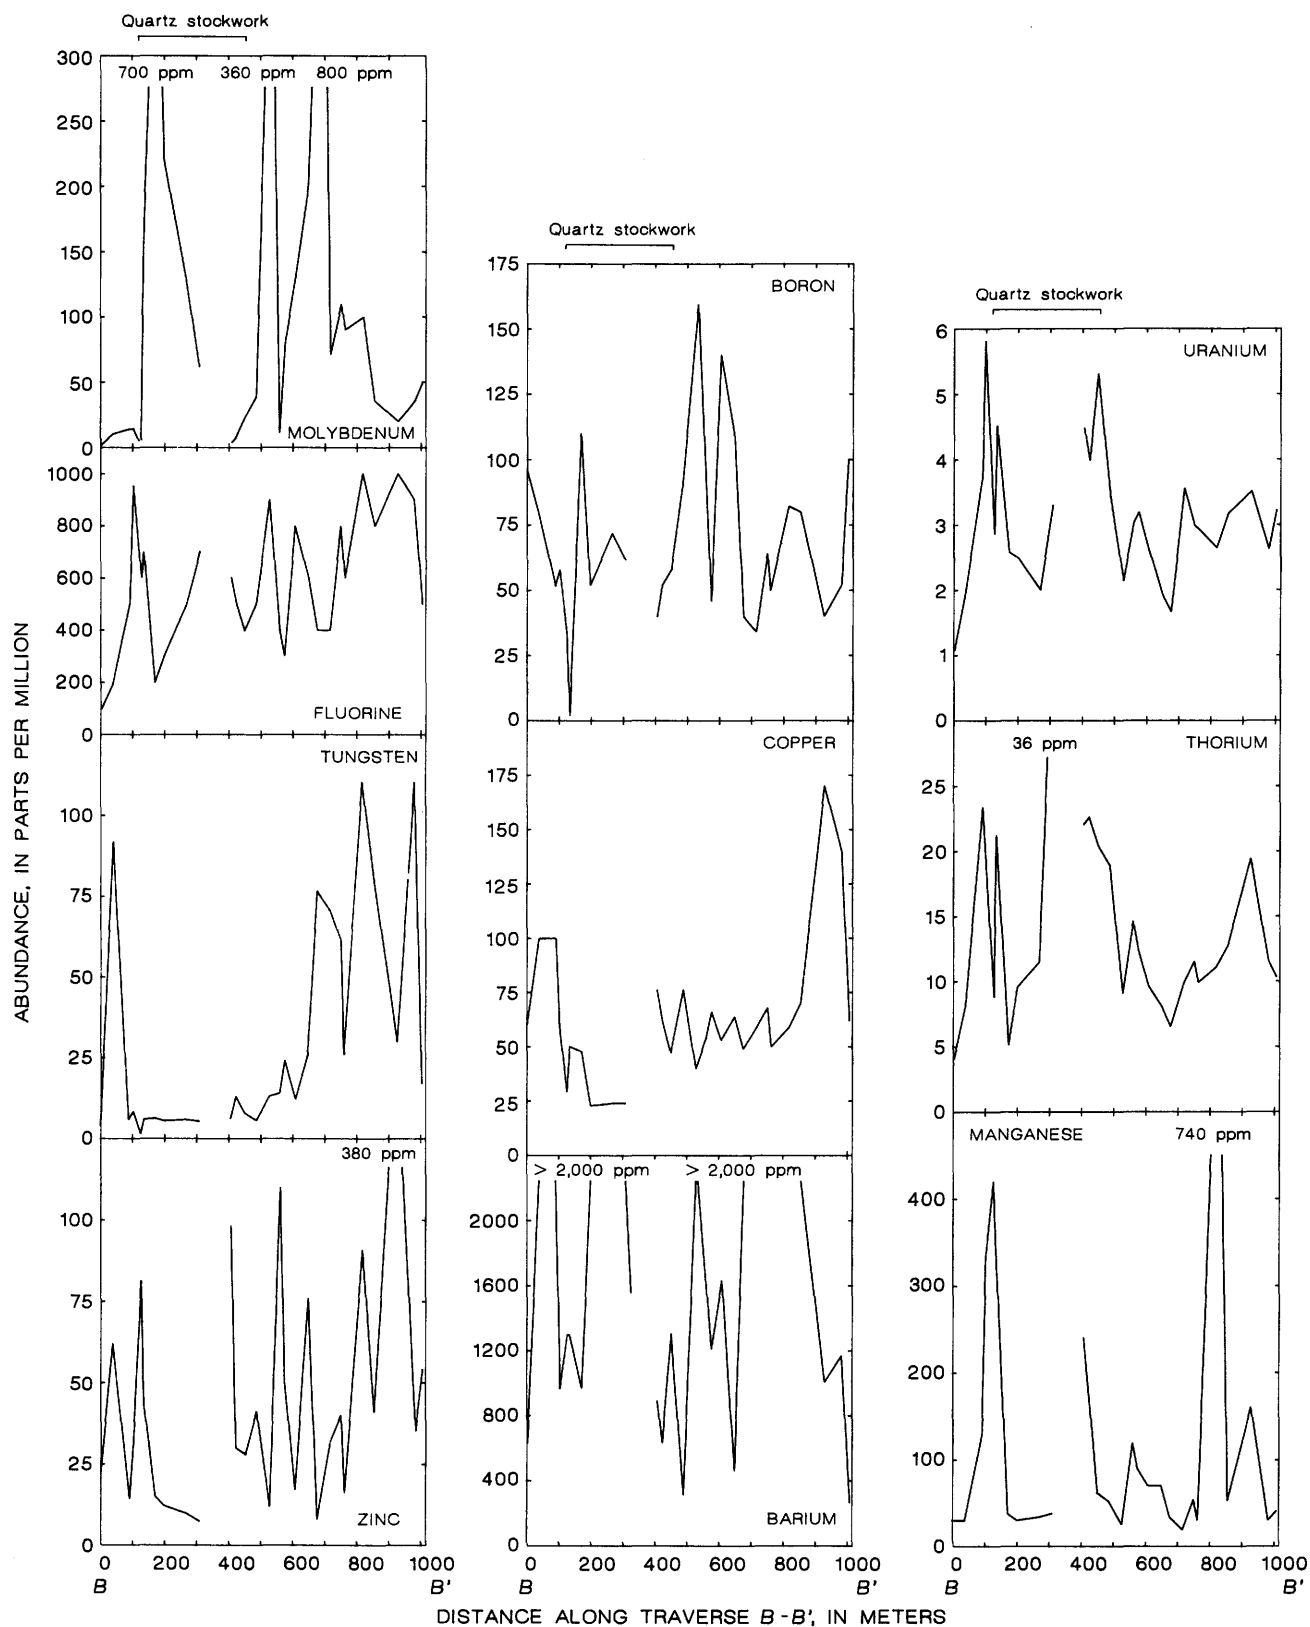 Quartz stockwork
300
700 ppm 360 ppm 800 ppm
250
200
150
100
50
0
MOLYBDENUM
1000
800
600
400
200
0
FLUORINE
TUNGSTEN
100
75
50
25
0
380 ppm
100
75
50
25
0
ZINC
0 200 400 600 800 1000
B B'
Quartz stockwork
175
BORON
150
125
100
75
50
25
0
COPPER
175
150
125
100
75
50
25
0
> 2,000 ppm > 2,000 ppm
2000
1600
1200
800
400
0
BARIUM
0 200 400 600 800 1000
B B'
Quartz stockwork
6
URANIUM
5
4
3
2
1
0
36 ppm THORIUM
25
20
15
10
5
0
MANGANESE 740 ppm
400
300
200
100
0
0 200 400 600 800 1000
B B'
ABUNDANCE, IN PARTS PER MILLION
DISTANCE ALONG TRAVERSE B-B', IN METERS